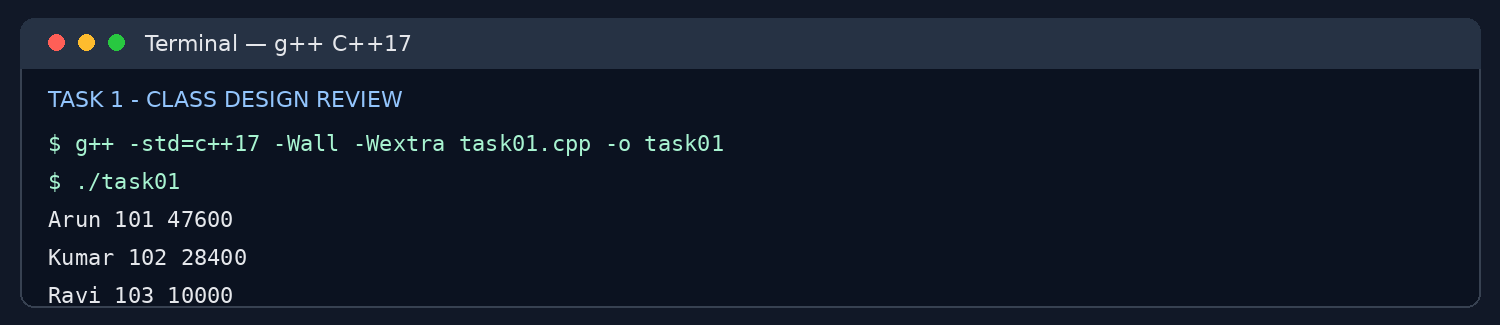 Terminal — g++ C++17
TASK 1 - CLASS DESIGN REVIEW
$ g++ -std=c++17 -Wall -Wextra task01.cpp -o task01
$ ./task01
Arun 101 47600
Kumar 102 28400
Ravi 103 10000